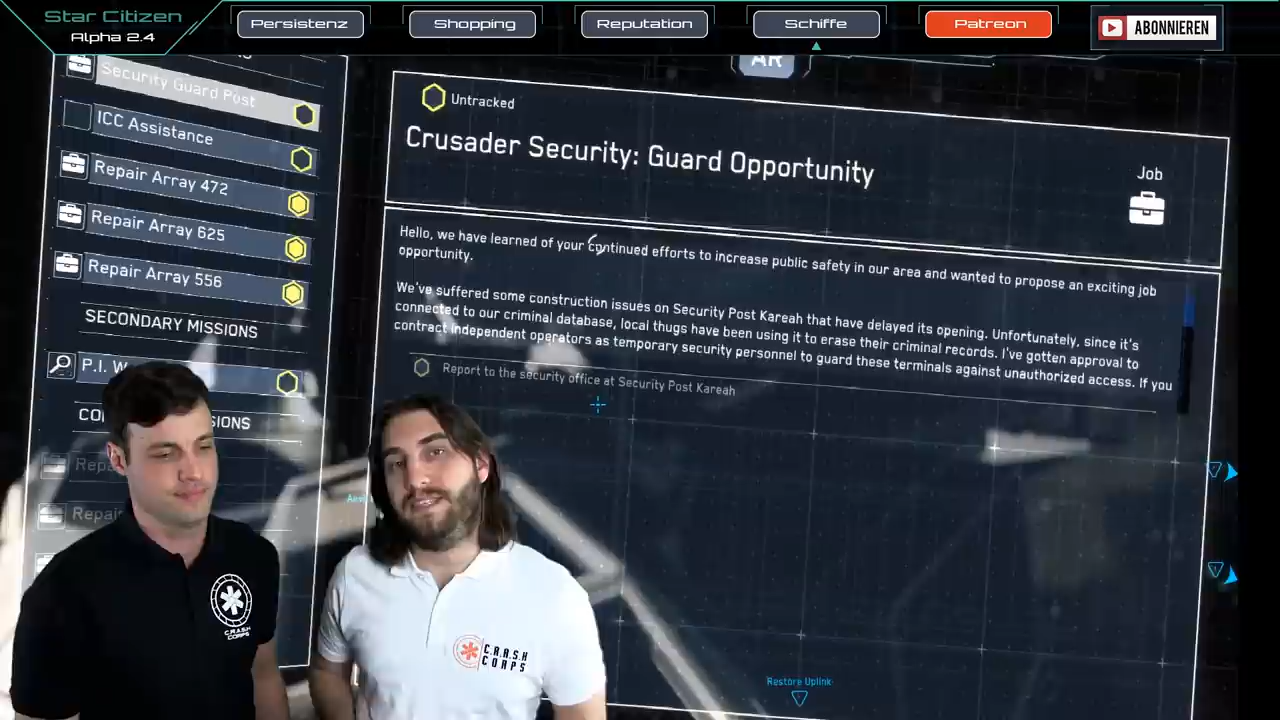 Star Citizen
Alpha 2.4
Persistenz
Shopping
Reputation
Schiffe
Patreon
ABONNIEREN
AR
Security Guard Post
ICC Assistance
Repair Array 472
Repair Array 625
Repair Array 556
SECONDARY MISSIONS
P.I.
Untracked
Crusader Security: Guard Opportunity
Job
Hello, we have learned of your continued efforts to increase public safety in our area and wanted to propose an exciting job
opportunity.
We've suffered some construction issues on Security Post Kareah that have delayed its opening. Unfortunately, since it's
connected to our criminal database, local thugs have been using it to erase their criminal records. I've gotten approval to
contract independent operators as temporary security personnel to guard these terminals against unauthorized access. If you
Report to the security office at Security Post Kareah
C.R.A.S.H
CORPS
C.R.A.S.H
CORPS
Restore Uplink